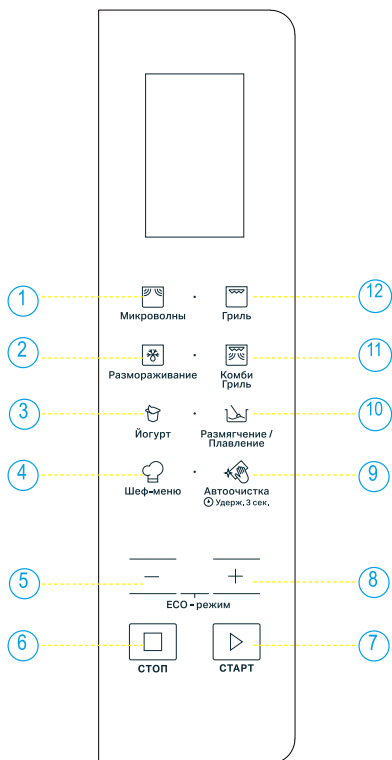 1
12
Микроволны
Гриль
2
11
Размораживание
Комби
Гриль
3
10
Йогурт
Размягчение /
Плавление
4
9
Шеф-меню
Автоочистка
Удерж. 3 сек.
5
−
+
8
ECO - режим
6
7
СТОП
СТАРТ